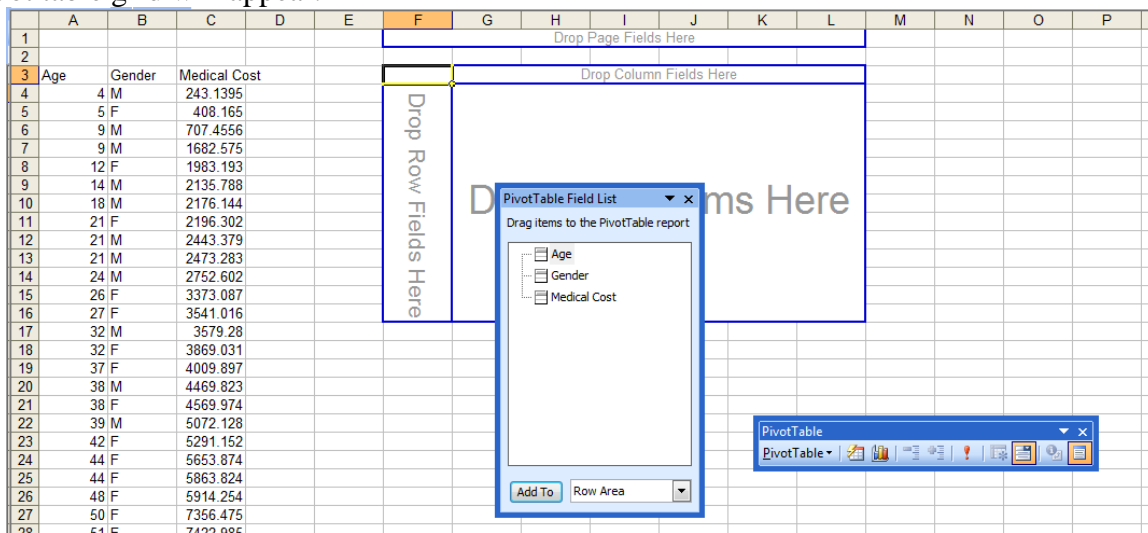 A B C D E F G H I J K L M N O P
1 Drop Page Fields Here
2
3 Age Gender Medical Cost Drop Column Fields Here
4 4 M 243.1395
5 5 F 408.165
6 9 M 707.4556
7 9 M 1682.575
8 12 F 1983.193
9 14 M 2135.788
10 18 M 2176.144
11 21 F 2196.302
12 21 M 2443.379
13 21 M 2473.283
14 24 M 2752.602
15 26 F 3373.087
16 27 F 3541.016
17 32 M 3579.28
18 32 F 3869.031
19 37 F 4009.897
20 38 M 4469.823
21 38 F 4569.974
22 39 M 5072.128
23 42 F 5291.152
24 44 F 5653.874
25 44 F 5863.824
26 48 F 5914.254
27 50 F 7356.475
28 51 F 7422.985
Drop Row Fields Here
D ms Here
PivotTable Field List
Drag items to the PivotTable report
Age
Gender
Medical Cost
Add To Row Area
PivotTable
PivotTable